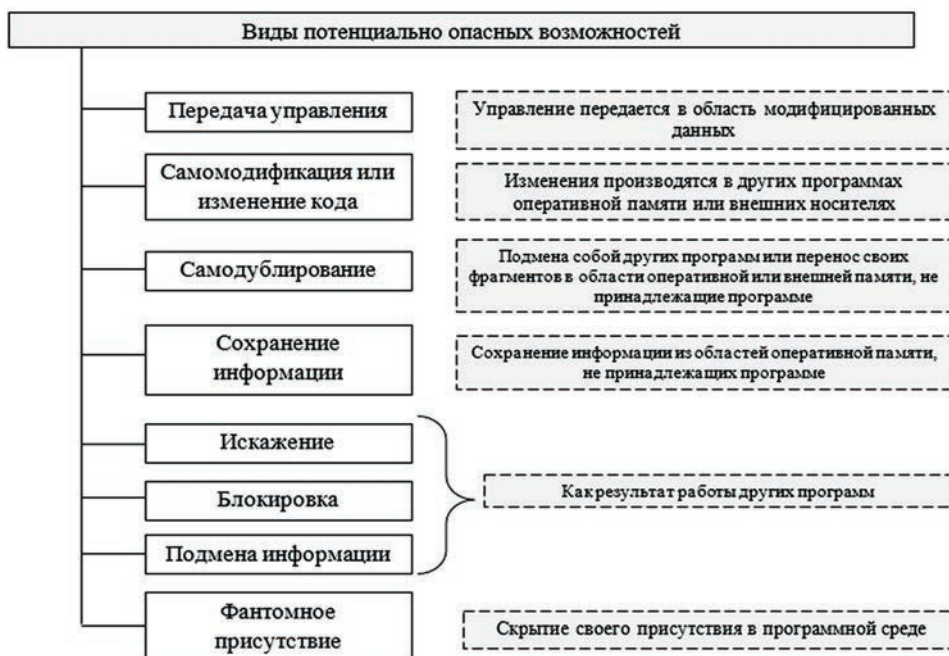 Виды потенциально опасных возможностей
Передача управления
Управление передается в область модифицированных
данных
Самомодификация или
изменение кода
Изменения производятся в других программах
оперативной памяти или внешних носителях
Самодублирование
Подмена собой других программ или перенос своих
фрагментов в области оперативной или внешней памяти, не
принадлежащие программе
Сохранение
информации
Сохранение информации из областей оперативной памяти,
не принадлежащих программе
Искажение
Блокировка
Подмена информации
Как результат работы других программ
Фантомное
присутствие
Скрытие своего присутствия в программной среде